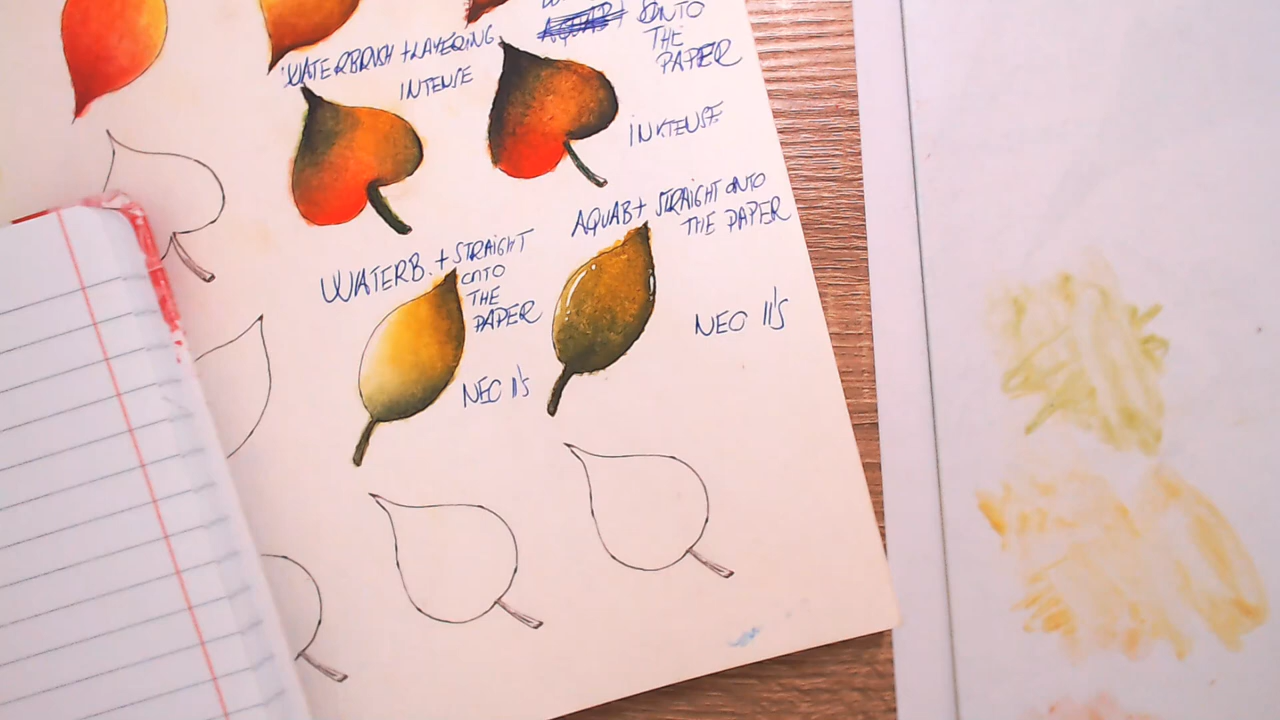 WATERBRUSH + LAYERING
INTENSE
ONTO
THE
PAPER
INKTENSE
AQUAB + STRAIGHT ONTO
THE PAPER
WATERB. + STRAIGHT
ONTO
THE
PAPER
NEO II's
NEO II's